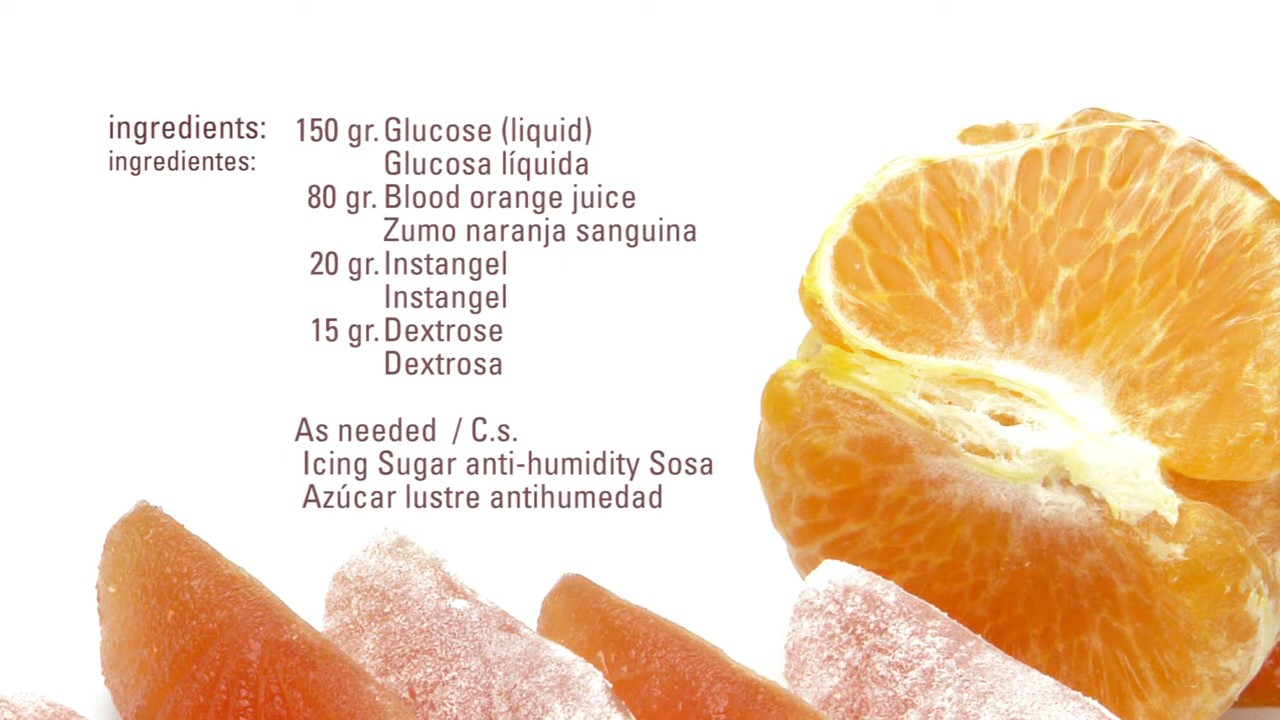 ingredients:
ingredientes:
150 gr. Glucose (liquid)
Glucosa líquida
80 gr. Blood orange juice
Zumo naranja sanguina
20 gr. Instangel
Instangel
15 gr. Dextrose
Dextrosa
As needed / C.s.
Icing Sugar anti-humidity Sosa
Azúcar lustre antihumedad